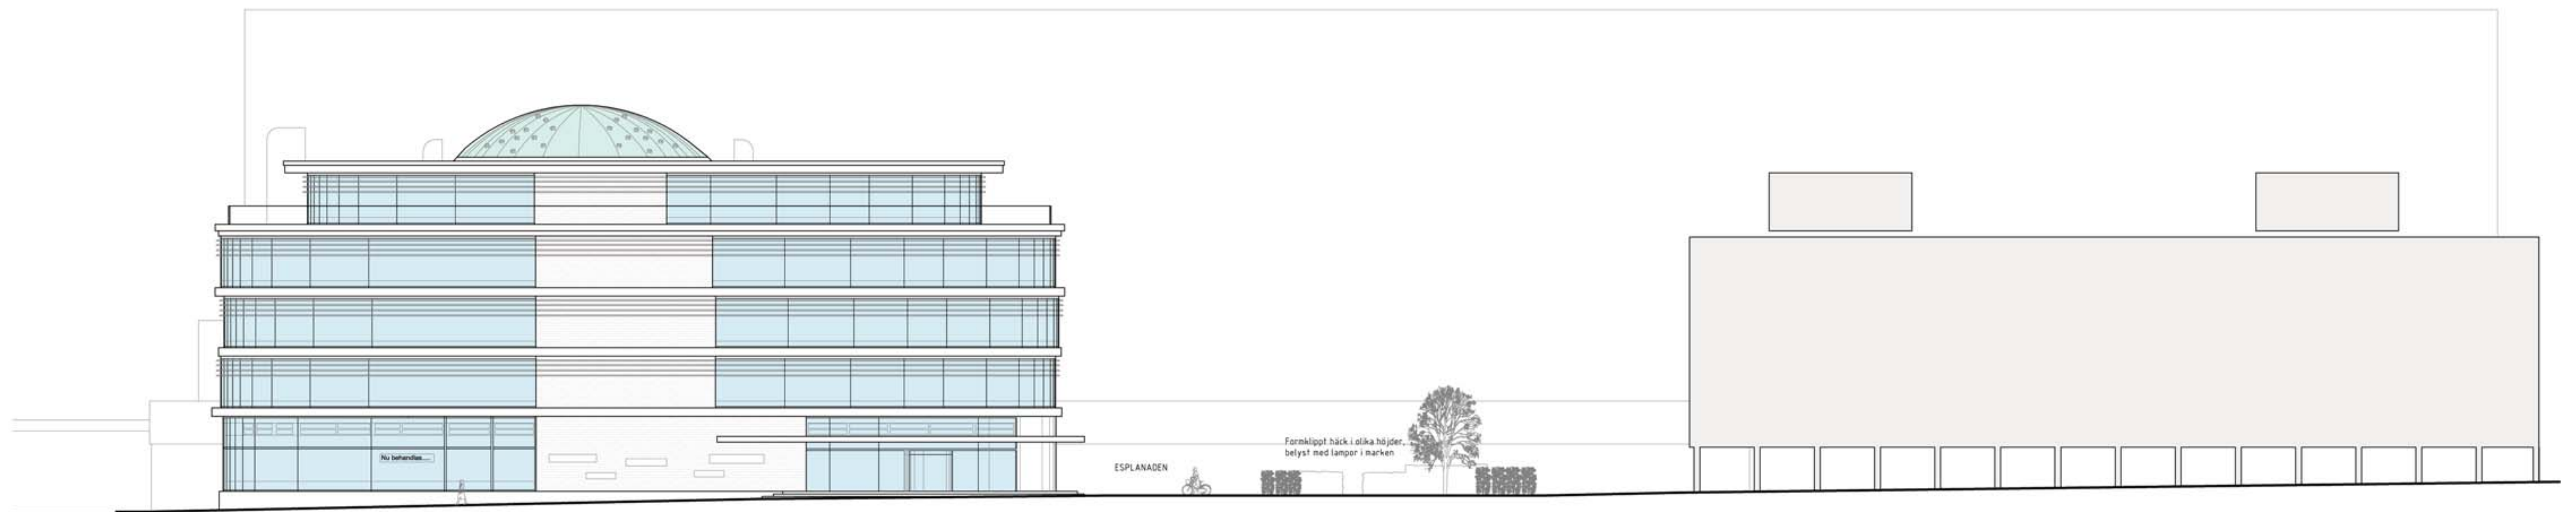 Nu behandlas.....
ESPLANADEN
Formklippt häck i olika höjder,
belyst med lampor i marken